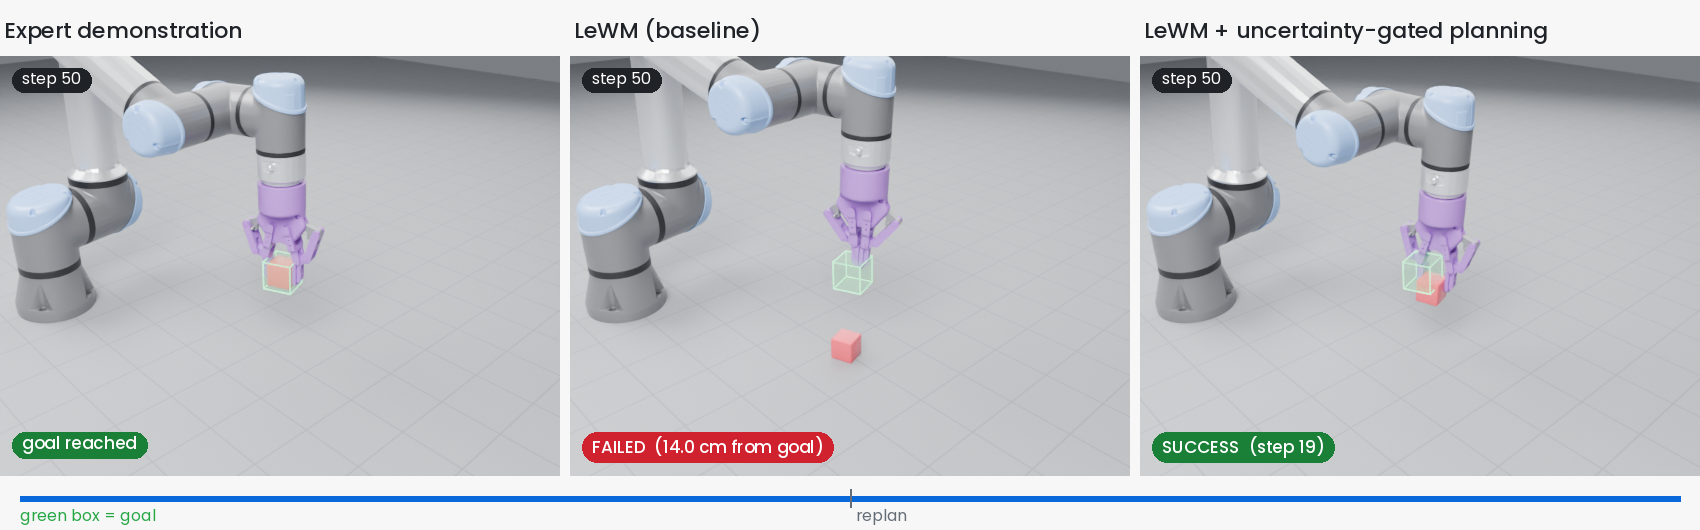 Expert demonstration
LeWM (baseline)
LeWM + uncertainty-gated planning
step 50
step 50
step 50
goal reached
FAILED (14.0 cm from goal)
SUCCESS (step 19)
green box = goal
replan